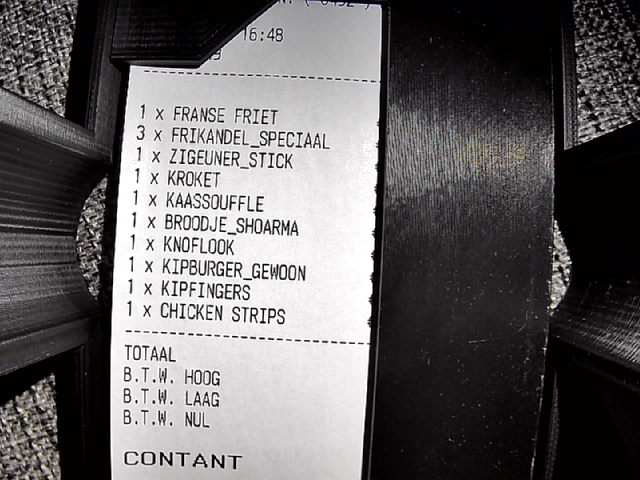 16:48
1 x FRANSE FRIET
3 x FRIKANDEL_SPECIAAL
1 x ZIGEUNER_STICK
1 x KROKET
1 x KAASSOUFFLE
1 x BROODJE_SHOARMA
1 x KNOFLOOK
1 x KIPBURGER_GEWOON
1 x KIPFINGERS
1 x CHICKEN STRIPS
TOTAAL
B.T.W. HOOG
B.T.W. LAAG
B.T.W. NUL
CONTANT